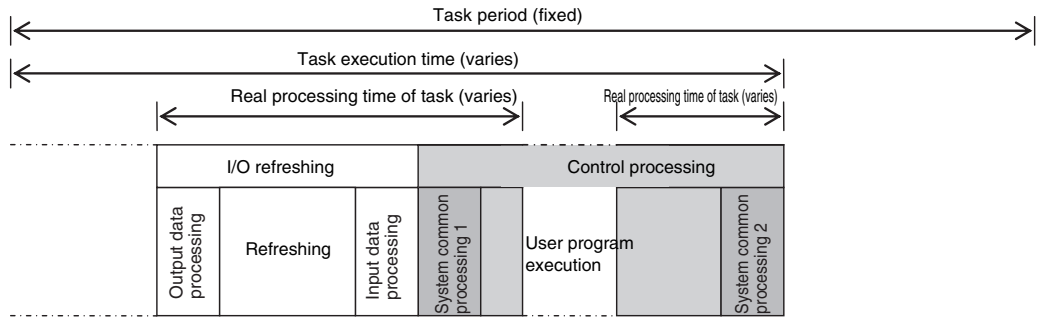 Task period (fixed)
Task execution time (varies)
Real processing time of task (varies)
Real processing time of task (varies)
I/O refreshing
Control processing
Output data
processing
Refreshing
Input data
processing
System common
processing 1
User program
execution
System common
processing 2